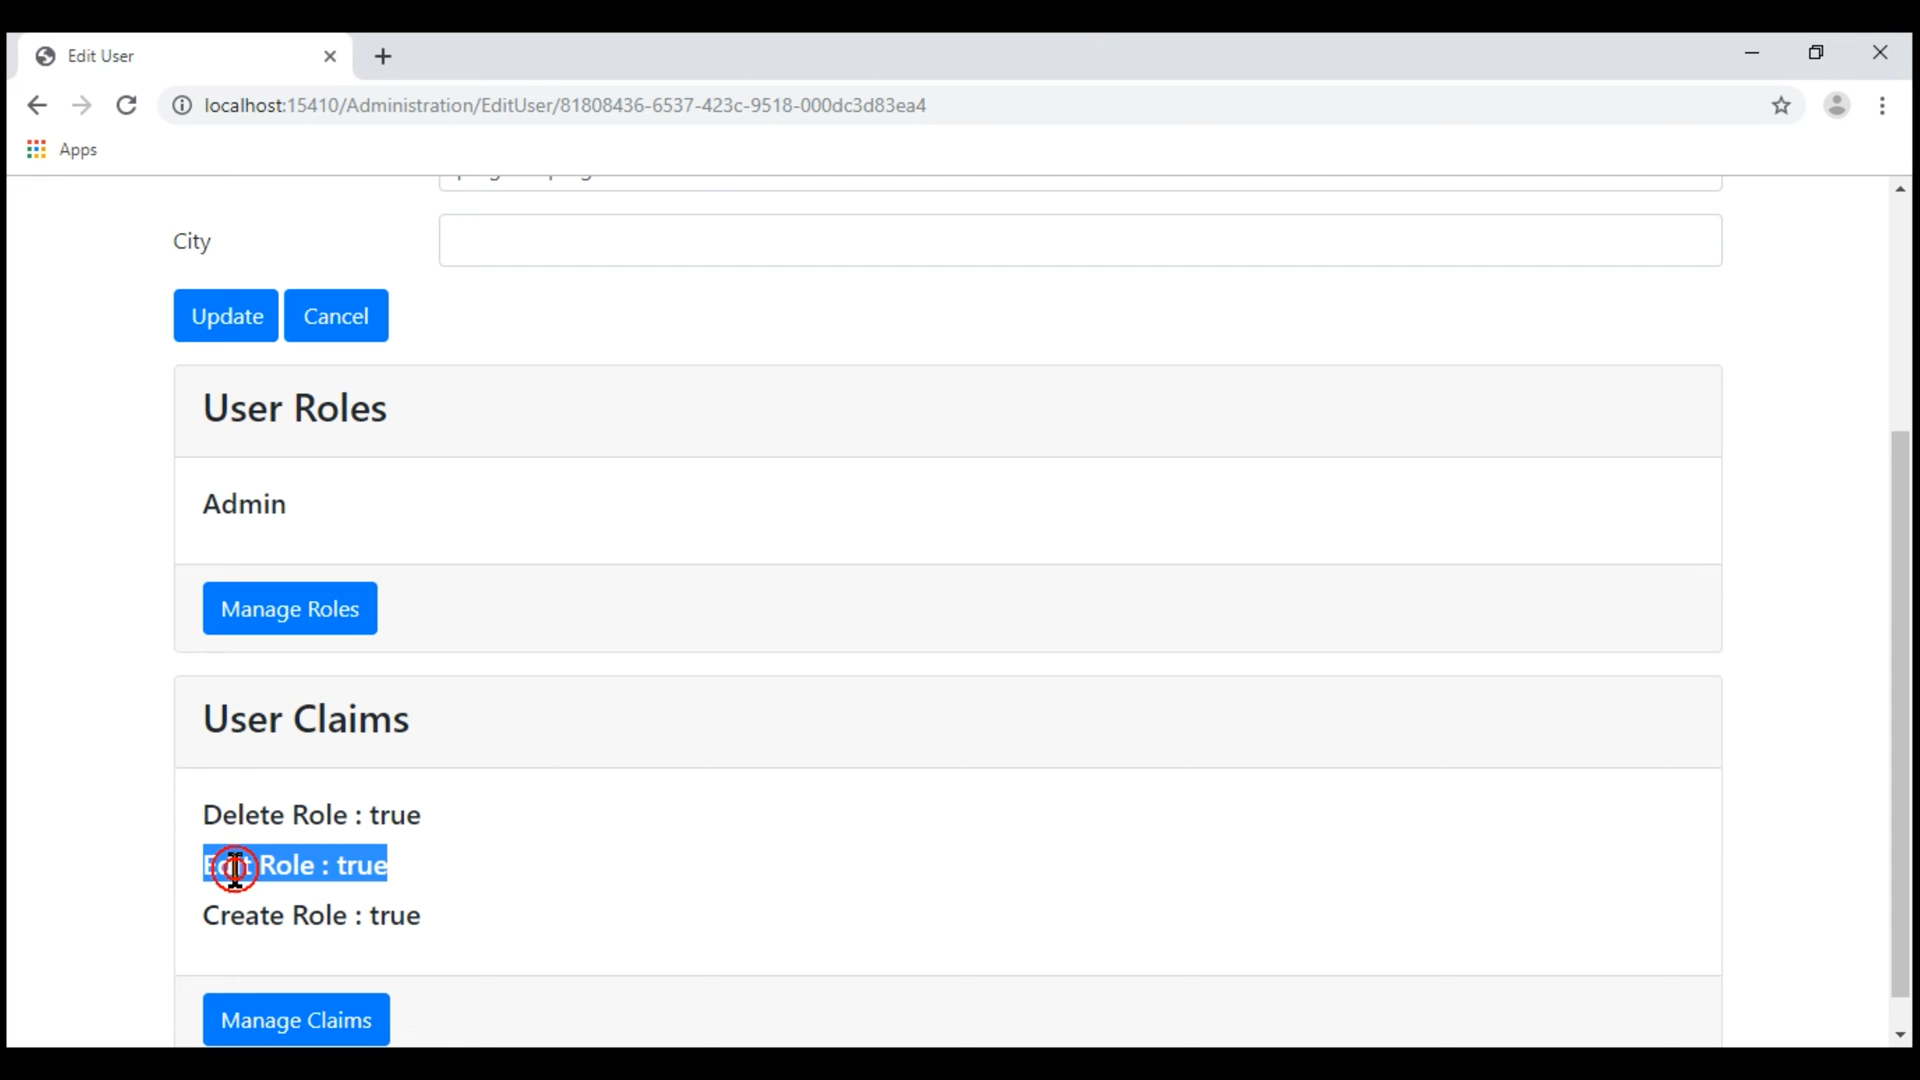 Edit User
localhost:15410/Administration/EditUser/81808436-6537-423c-9518-000dc3d83ea4
Apps
City
Update Cancel
User Roles
Admin
Manage Roles
User Claims
Delete Role : true
Edit Role : true
Create Role : true
Manage Claims